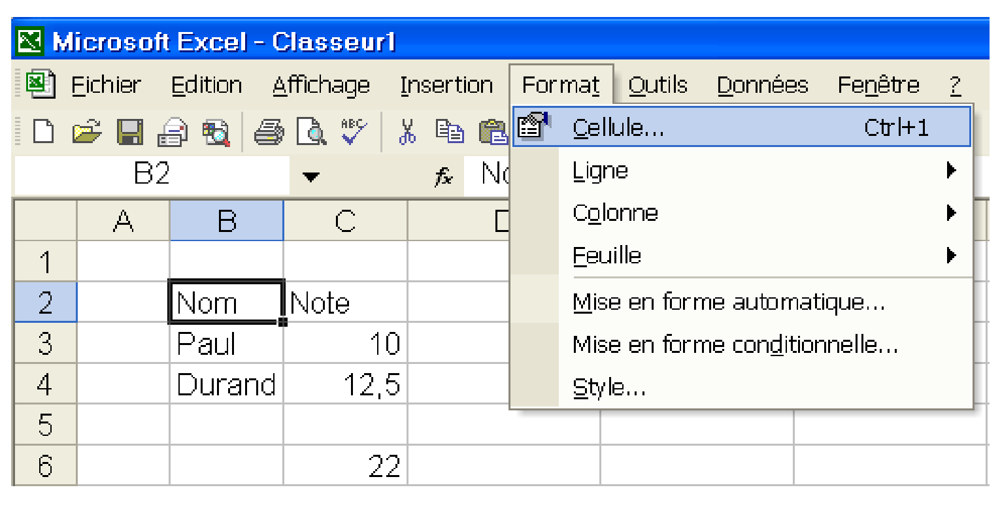 Microsoft Excel - Classeur1
Fichier Edition Affichage Insertion Format Outils Données Fenêtre ?
ABC
Cellule... Ctrl+1
B2 fx No
Ligne
A B C D
Colonne
1
Feuille
2 Nom Note
Mise en forme automatique...
3 Paul 10
Mise en forme conditionnelle...
4 Durand 12,5
Style...
5
6 22